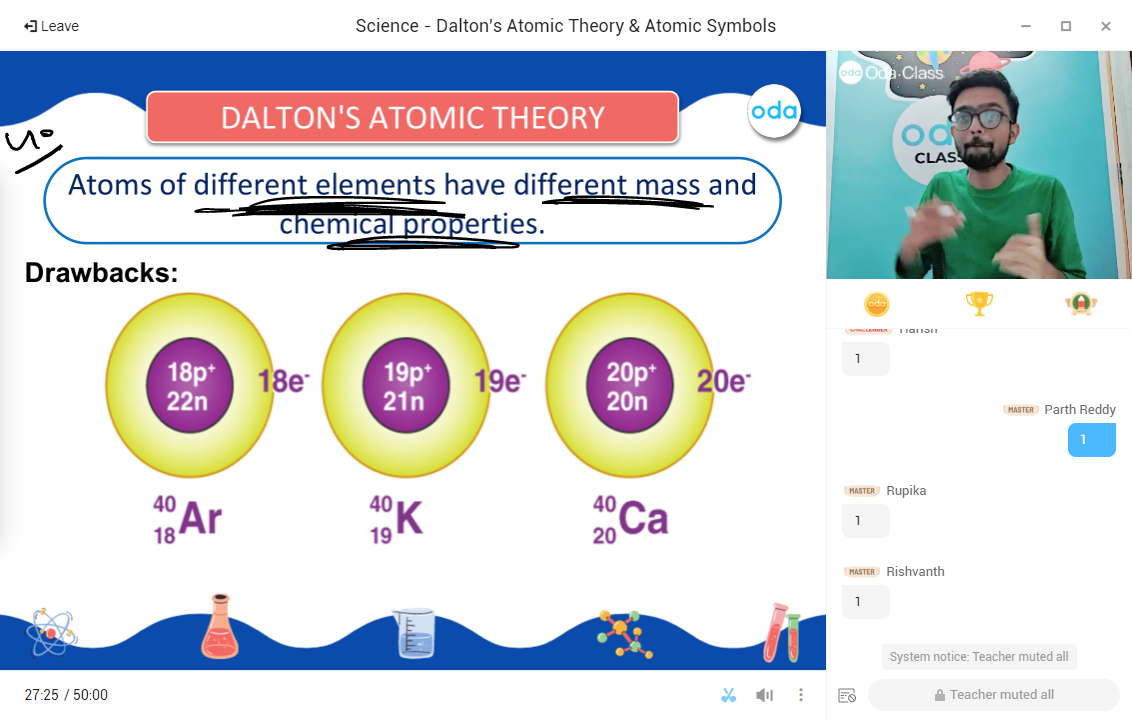 Leave
Science - Dalton's Atomic Theory & Atomic Symbols
DALTON'S ATOMIC THEORY
oda
Atoms of different elements have different mass and
chemical properties.
Drawbacks:
18p+
22n
18e-
19p+
21n
19e-
20p+
20n
20e-
40
18
Ar
40
19
K
40
20
Ca
oda
Oda Class
od
CLASS
oda
CHALLENGER Harish
1
MASTER Parth Reddy
1
MASTER Rupika
1
MASTER Rishvanth
1
System notice: Teacher muted all
27:25 / 50:00
Teacher muted all